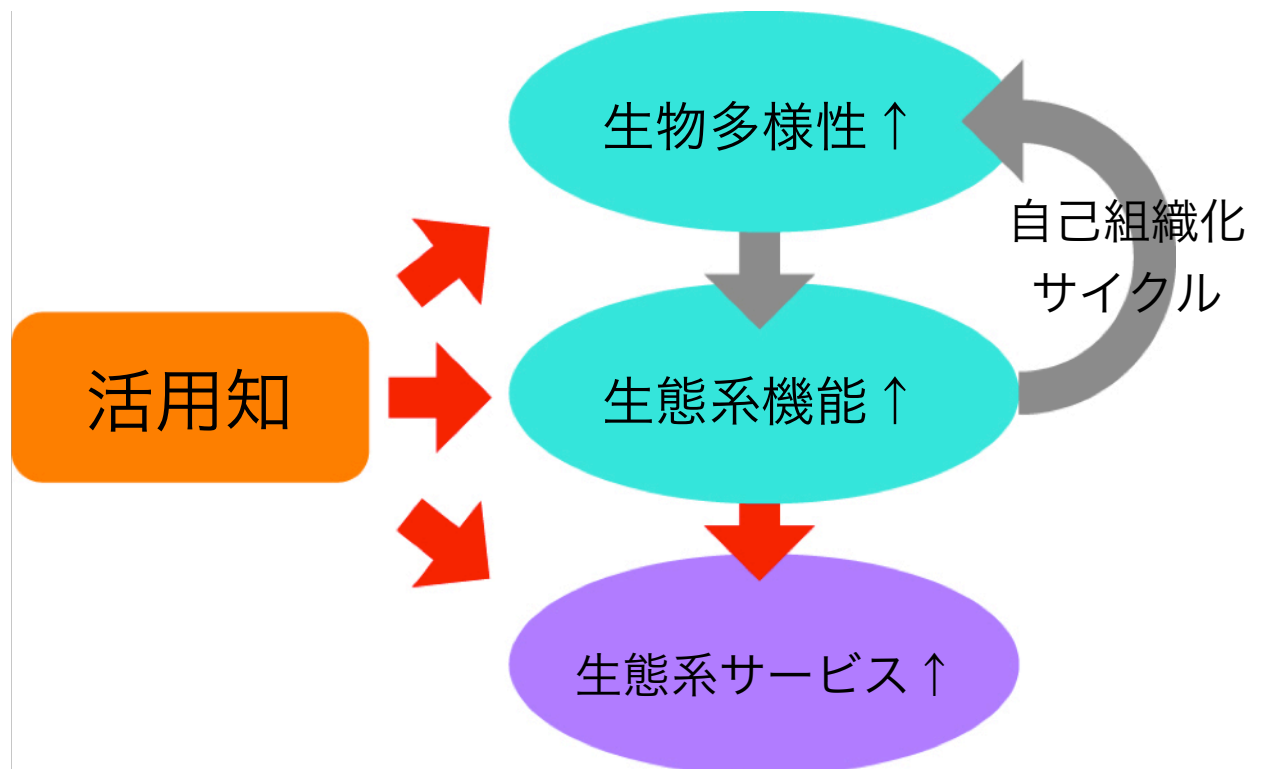 生物多様性↑
自己組織化
サイクル
活用知
生態系機能↑
生態系サービス↑